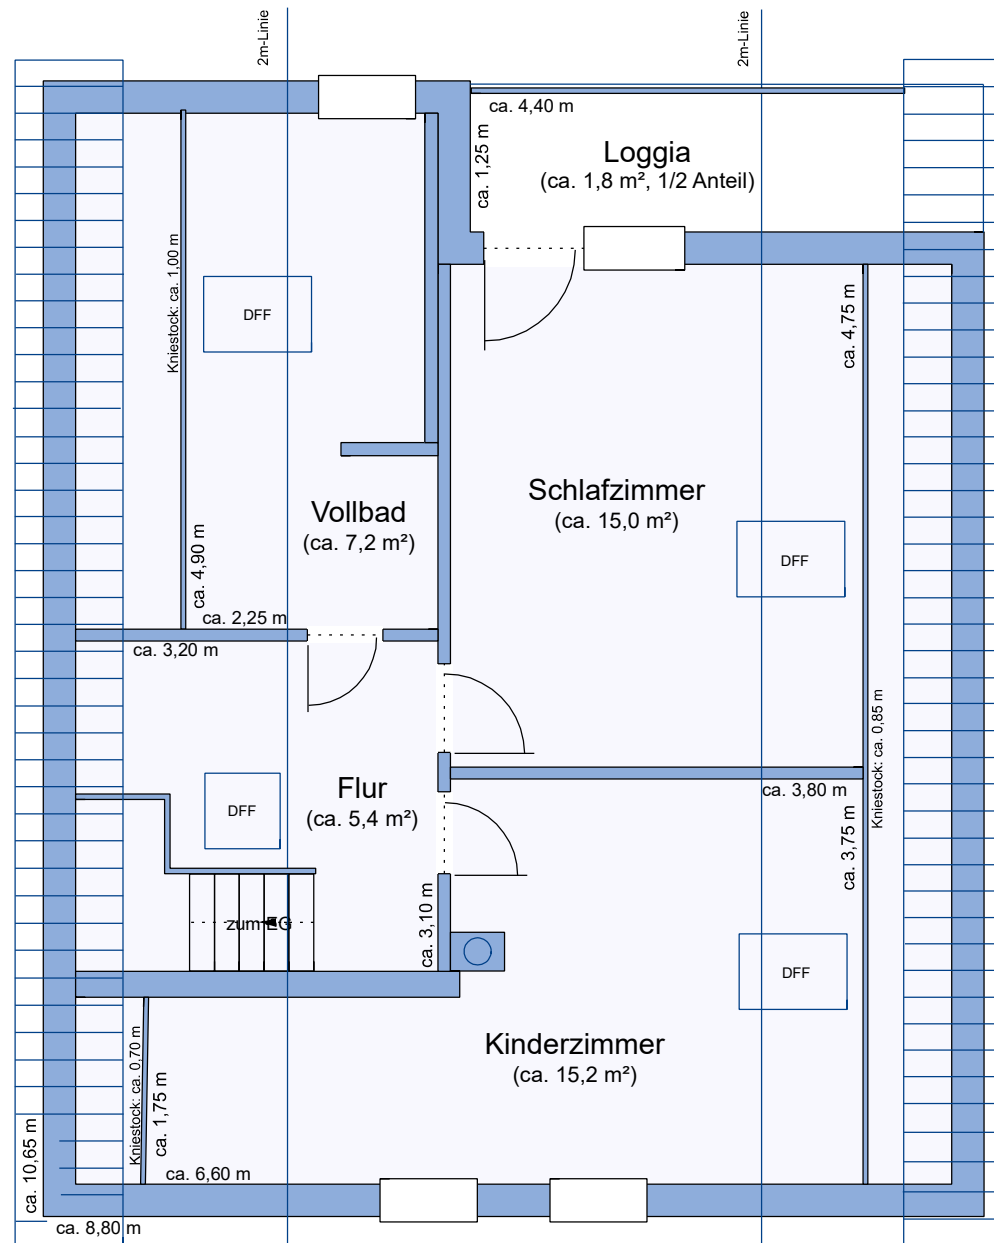 2m-Linie
2m-Linie
ca. 4,40 m
ca. 1,25 m
Loggia
(ca. 1,8 m², 1/2 Anteil)
Kniestock: ca. 1,00 m
DFF
ca. 4,75 m
Schlafzimmer
(ca. 15,0 m²)
Vollbad
(ca. 7,2 m²)
DFF
ca. 4,90 m
ca. 2,25 m
ca. 3,20 m
Kniestock: ca. 0,85 m
Flur
(ca. 5,4 m²)
DFF
ca. 3,80 m
ca. 3,75 m
zum EG
ca. 3,10 m
DFF
Kinderzimmer
(ca. 15,2 m²)
Kniestock: ca. 0,70 m
ca. 1,75 m
ca. 10,65 m
ca. 6,60 m
ca. 8,80 m